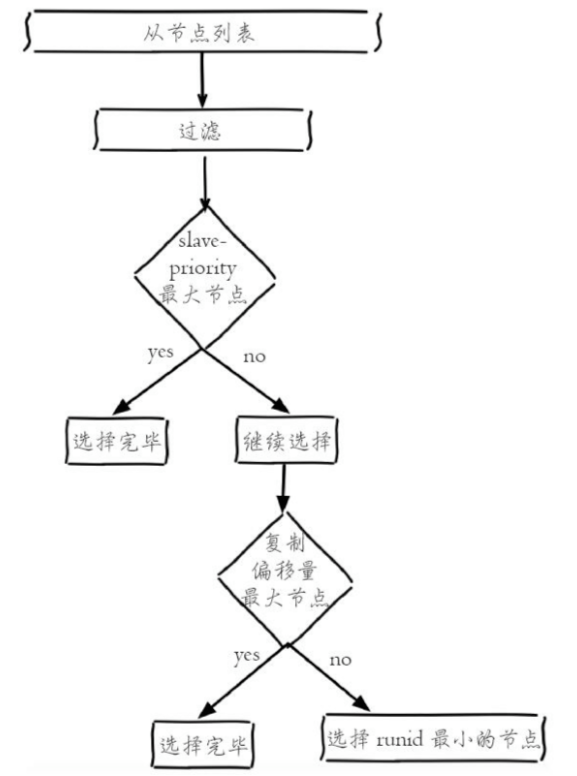 从节点列表
过滤
slave-
priority
最大节点
yes
no
选择完毕
继续选择
复制
偏移量
最大节点
yes
no
选择完毕
选择 runid 最小的节点